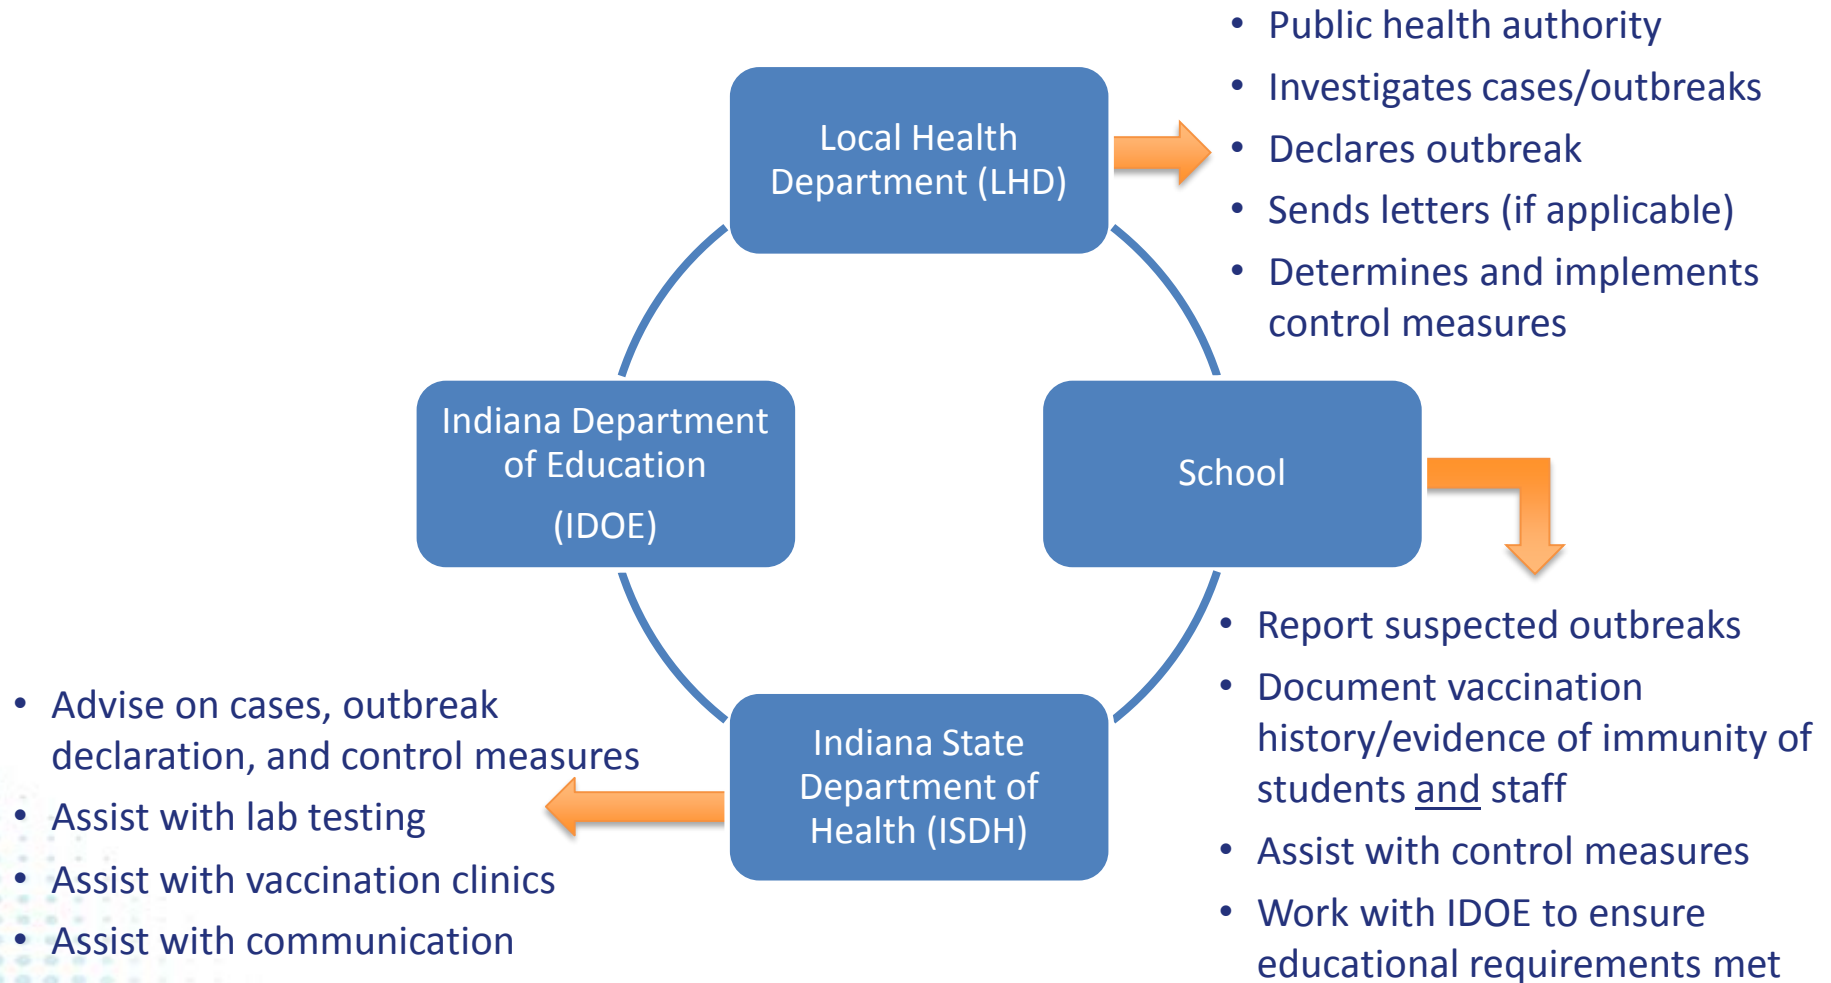 • Public health authority
• Investigates cases/outbreaks
• Declares outbreak
• Sends letters (if applicable)
• Determines and implements
control measures
Local Health
Department (LHD)
Indiana Department
of Education
(IDOE)
School
• Report suspected outbreaks
• Document vaccination
history/evidence of immunity of
students and staff
• Assist with control measures
• Work with IDOE to ensure
educational requirements met
Indiana State
Department of
Health (ISDH)
• Advise on cases, outbreak
declaration, and control measures
• Assist with lab testing
• Assist with vaccination clinics
• Assist with communication